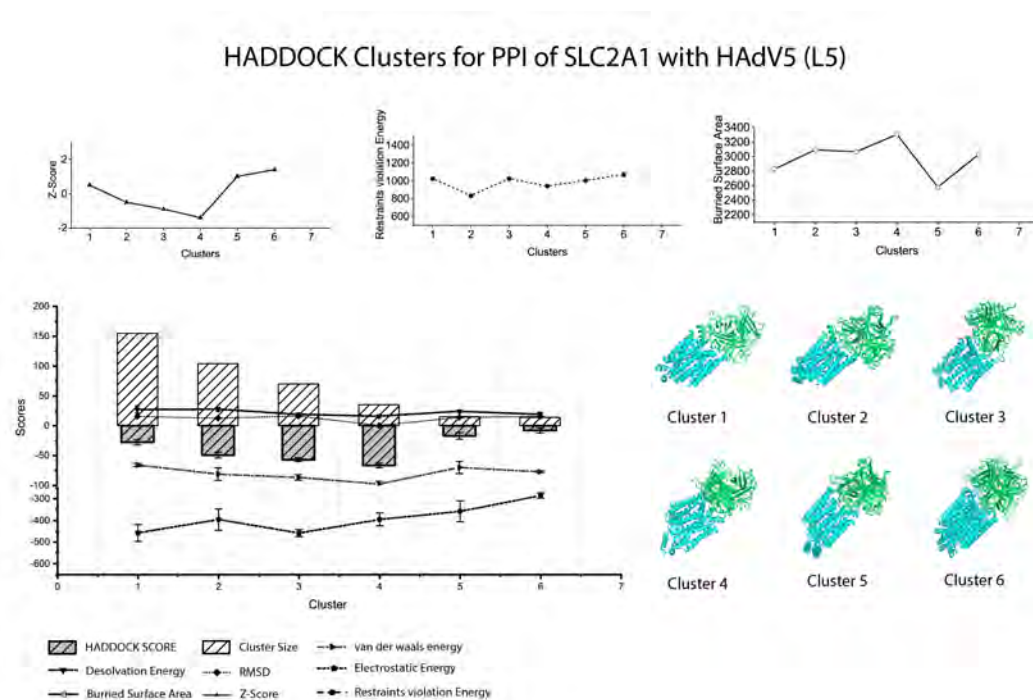 HADDOCK Clusters for PPI of SLC2A1 with HAdV5 (L5)
Z-Score
2
0
-2
1 2 3 4 5 6 7
Clusters
Restraints violation Energy
1400
1200
1000
800
600
1 2 3 4 5 6 7
Clusters
Burried Surface Area
3400
3200
3000
2800
2600
2400
22200
1 2 3 4 5 6 7
Clusters
Scores
200
150
100
50
0
-50
-100
-300
-400
-500
-600
0 1 2 3 4 5 6 7
Cluster
Cluster 1
Cluster 2
Cluster 3
Cluster 4
Cluster 5
Cluster 6
HADDOCK SCORE
Cluster Size
van der waals energy
Desolvation Energy
RMSD
Electrostatic Energy
Burried Surface Area
Z-Score
Restraints violation Energy